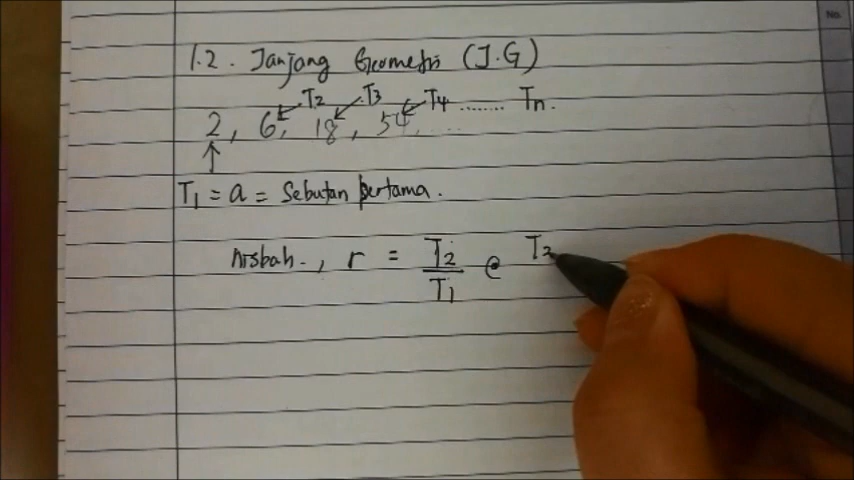 No.
1.2. Janjang Geometri (J.G)
T2 T3 T4 ........ Tn.
2, 6, 18, 54, ....
T1 = a = Sebutan pertama.
Nisbah., r = T2/T1 @ T3